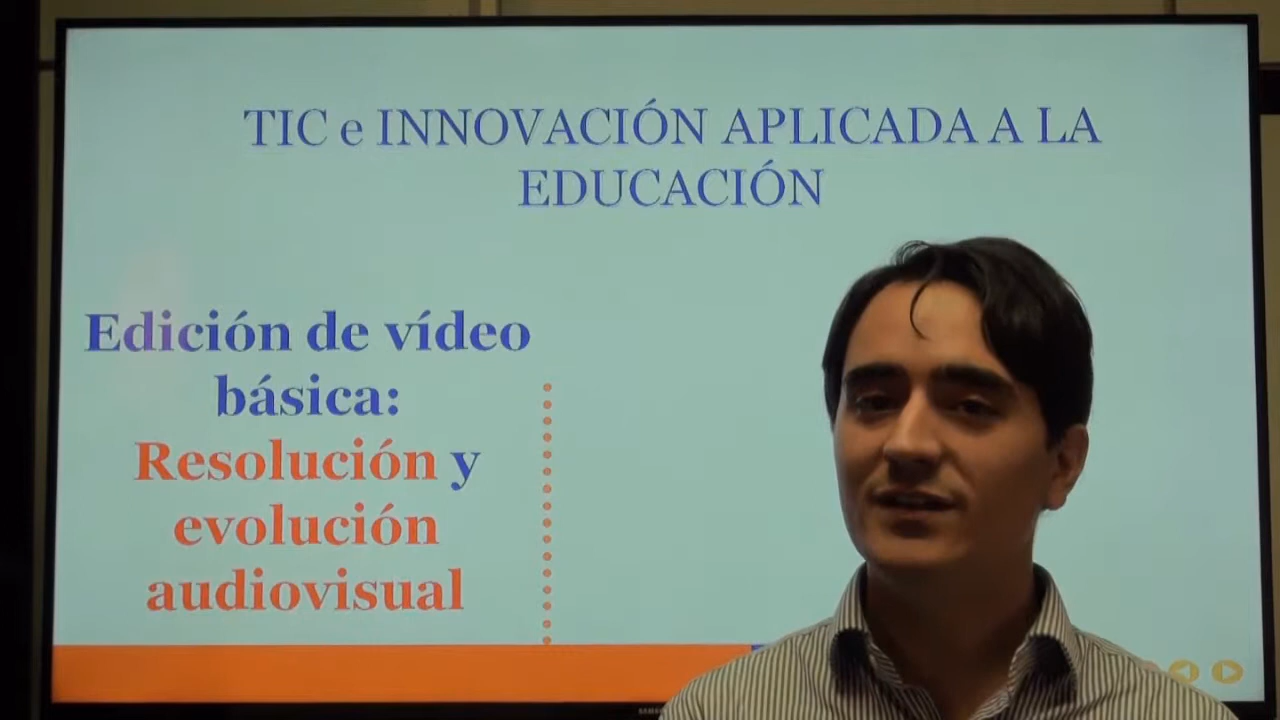 TIC e INNOVACIÓN APLICADA A LA
EDUCACIÓN
Edición de vídeo
básica:
Resolución y
evolución
audiovisual